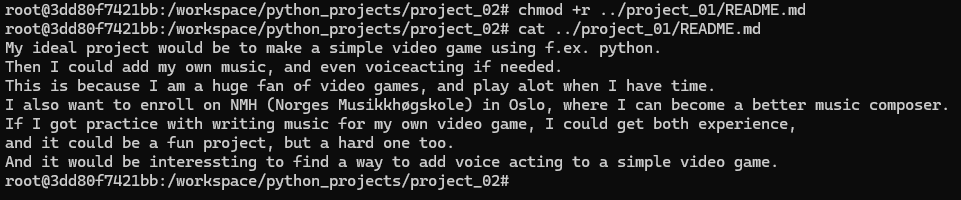 root@3dd80f7421bb:/workspace/python_projects/project_02# chmod +r ../project_01/README.md
root@3dd80f7421bb:/workspace/python_projects/project_02# cat ../project_01/README.md
My ideal project would be to make a simple video game using f.ex. python.
Then I could add my own music, and even voiceacting if needed.
This is because I am a huge fan of video games, and play alot when I have time.
I also want to enroll on NMH (Norges Musikkhøgskole) in Oslo, where I can become a better music composer.
If I got practice with writing music for my own video game, I could get both experience,
and it could be a fun project, but a hard one too.
And it would be interessting to find a way to add voice acting to a simple video game.
root@3dd80f7421bb:/workspace/python_projects/project_02#